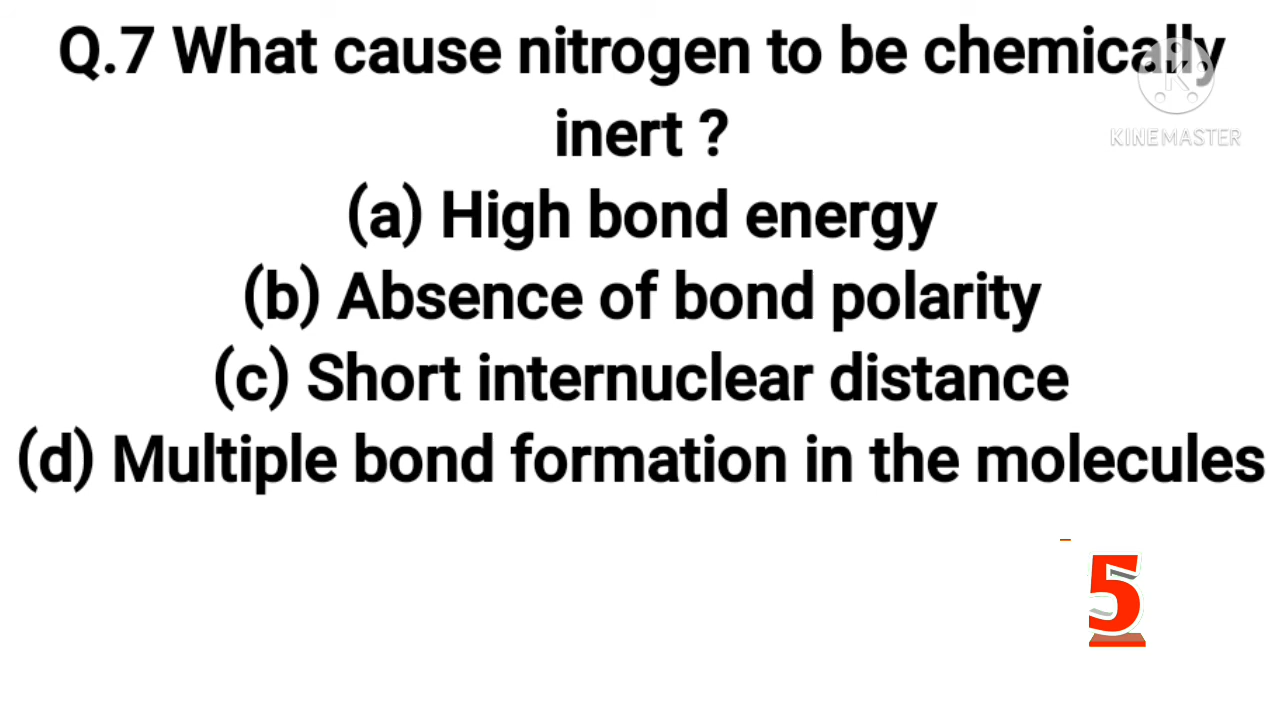 Q.7 What cause nitrogen to be chemically
inert ?
(a) High bond energy
(b) Absence of bond polarity
(c) Short internuclear distance
(d) Multiple bond formation in the molecules
KINEMASTER
5